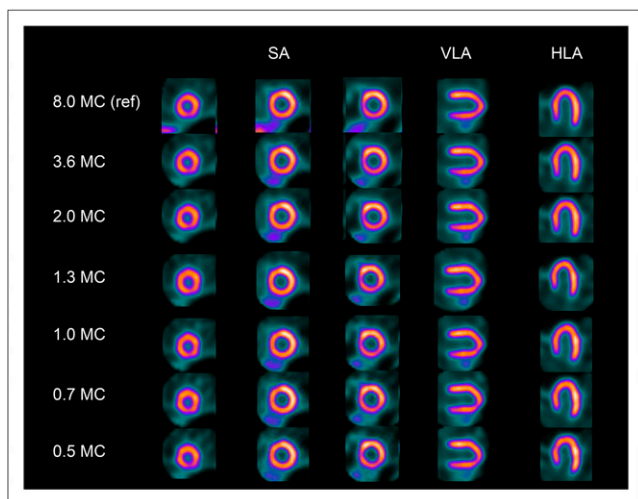 SA VLA HLA
8.0 MC (ref)
3.6 MC
2.0 MC
1.3 MC
1.0 MC
0.7 MC
0.5 MC